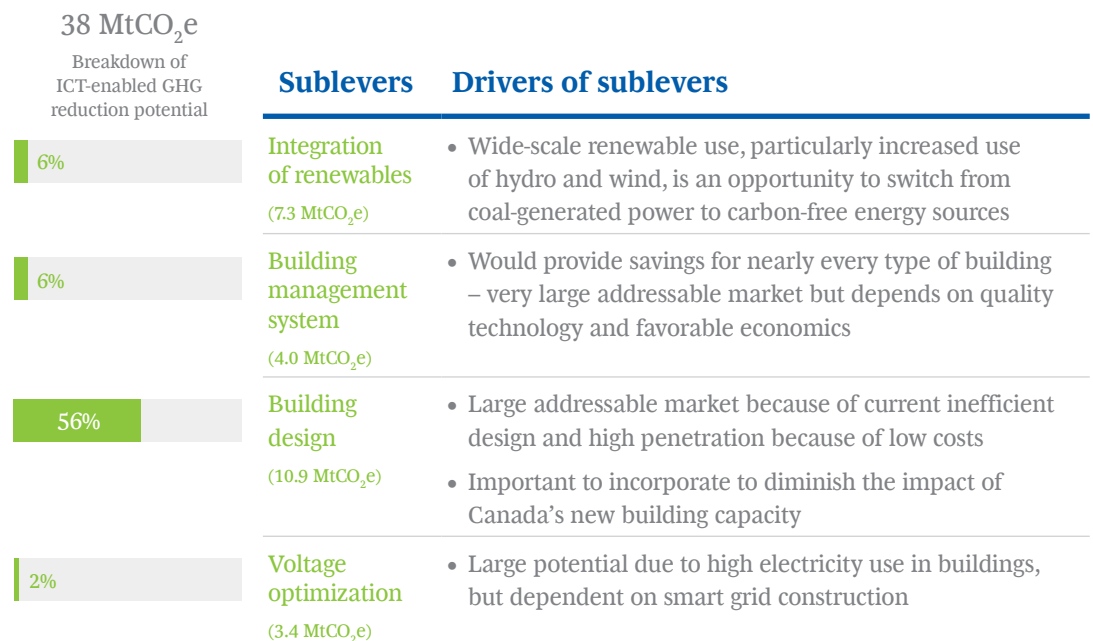 38 MtCO₂e
Breakdown of
ICT-enabled GHG
reduction potential
Sublevers
Drivers of sublevers
6%
Integration
of renewables
(7.3 MtCO₂e)
• Wide-scale renewable use, particularly increased use
of hydro and wind, is an opportunity to switch from
coal-generated power to carbon-free energy sources
6%
Building
management
system
(4.0 MtCO₂e)
• Would provide savings for nearly every type of building
– very large addressable market but depends on quality
technology and favorable economics
56%
Building
design
(10.9 MtCO₂e)
• Large addressable market because of current inefficient
design and high penetration because of low costs
• Important to incorporate to diminish the impact of
Canada's new building capacity
2%
Voltage
optimization
(3.4 MtCO₂e)
• Large potential due to high electricity use in buildings,
but dependent on smart grid construction